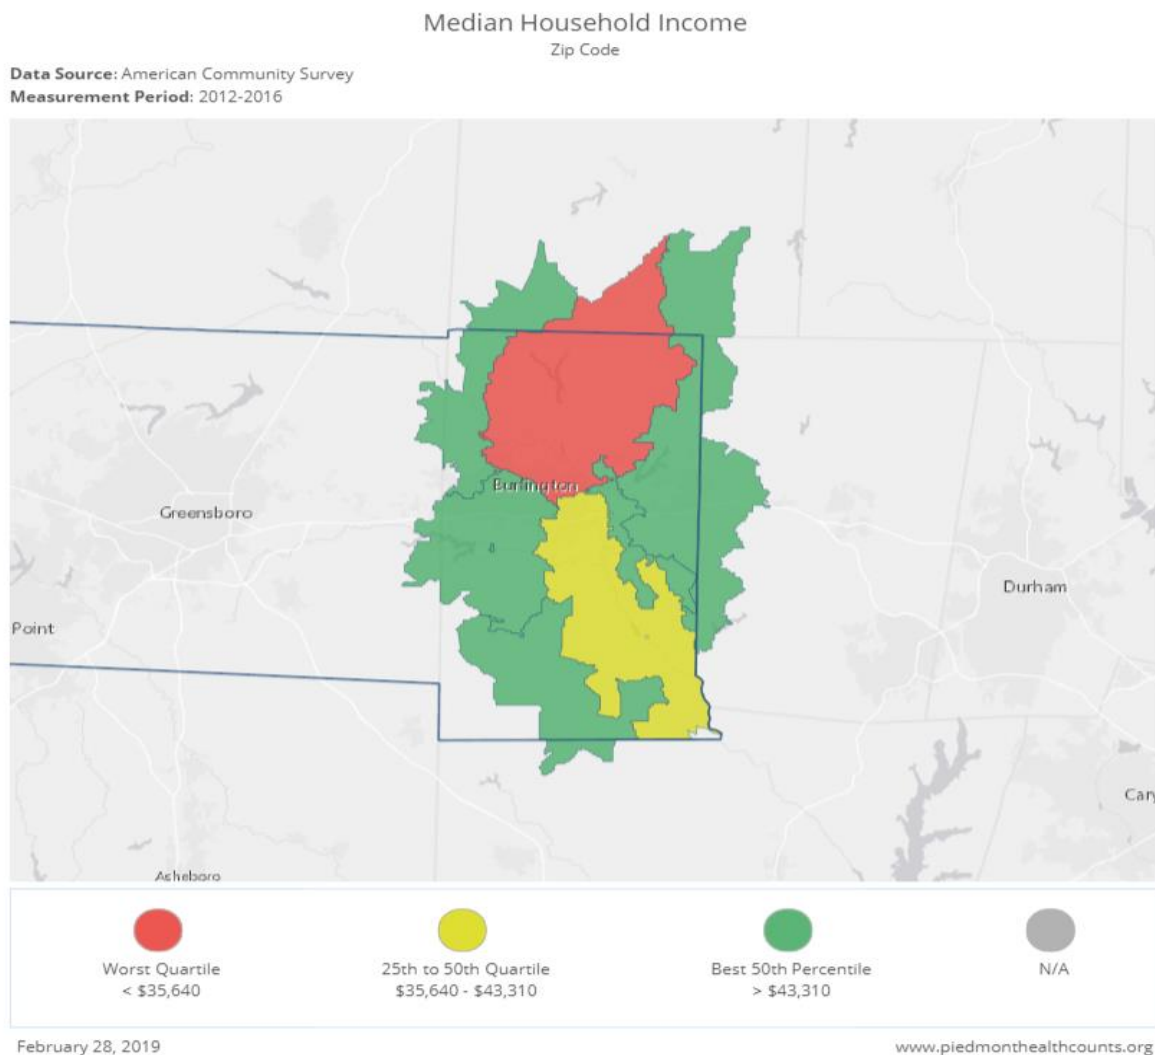 Median Household Income
Zip Code
Data Source: American Community Survey
Measurement Period: 2012-2016
Burlington
Greensboro
Durham
Point
Cary
Asheboro
Worst Quartile
< $35,640
25th to 50th Quartile
$35,640 - $43,310
Best 50th Percentile
> $43,310
N/A
February 28, 2019
www.piedmonthealthcounts.org